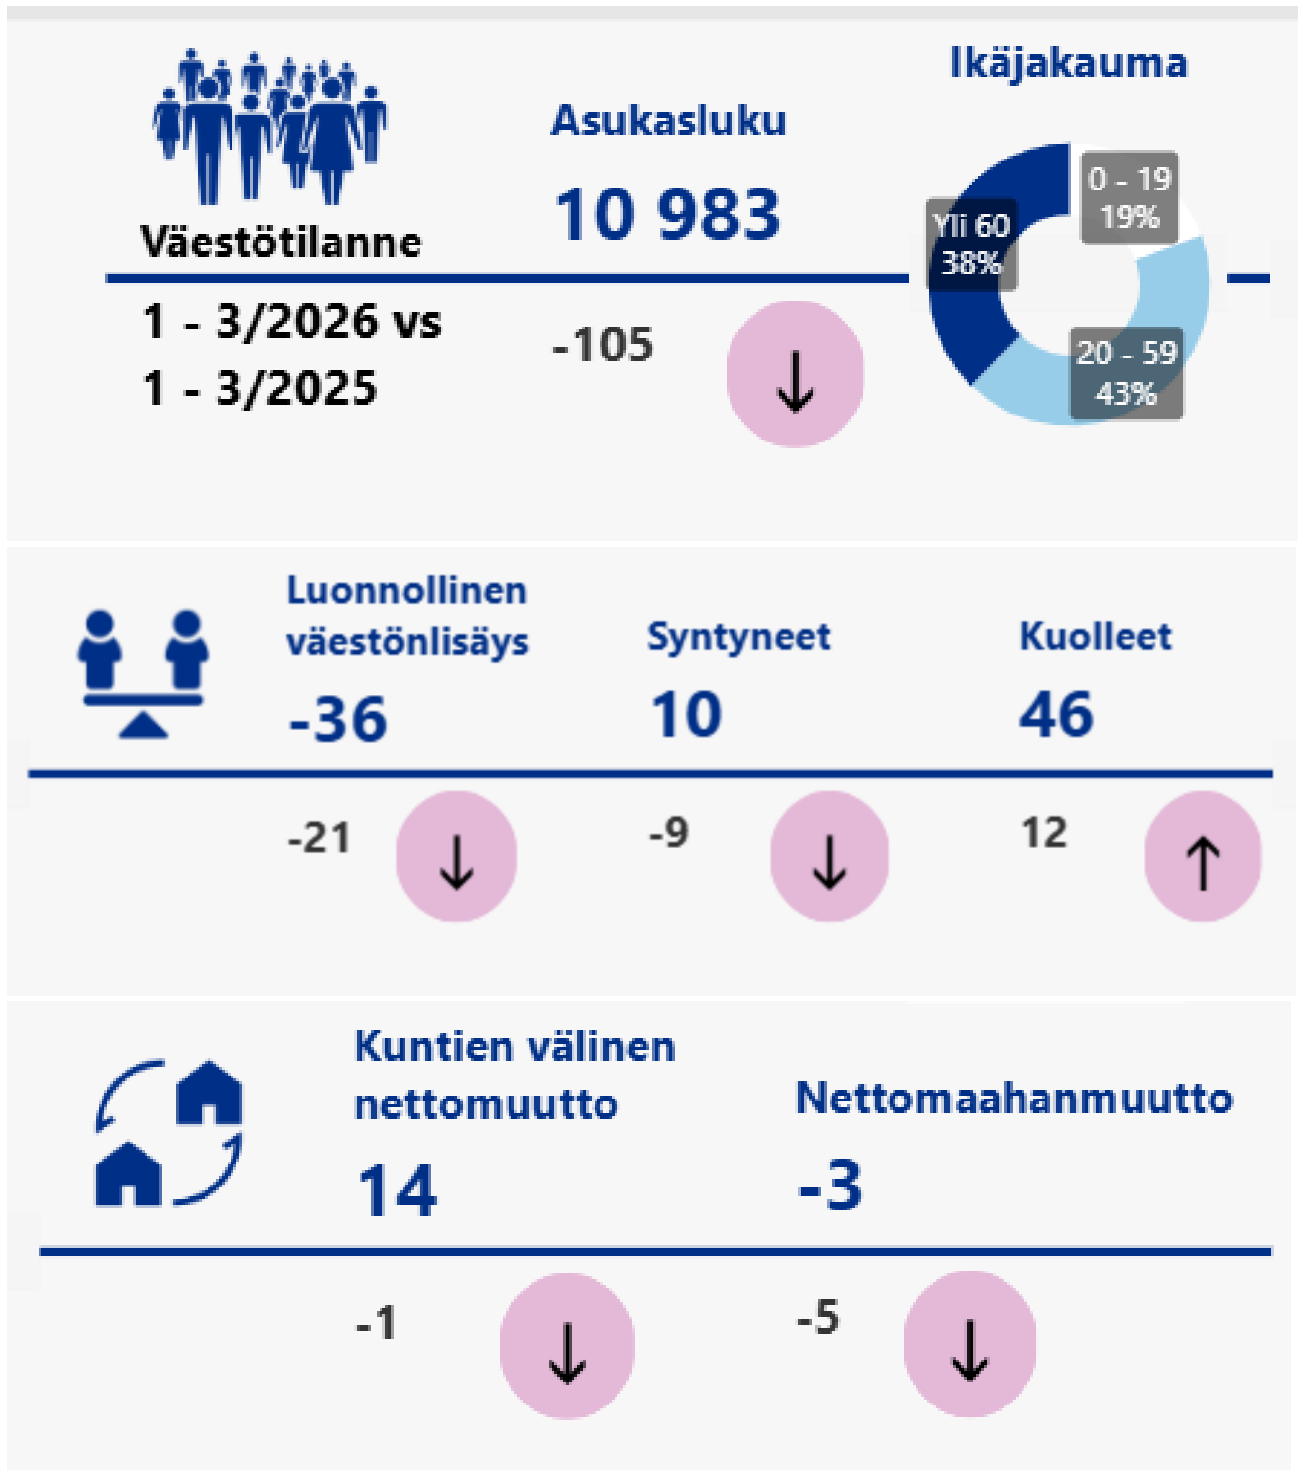 Ikäjakauma
Asukasluku
10 983
0 - 19
19%
Yli 60
38%
20 - 59
43%
Väestötilanne
1 - 3/2026 vs
1 - 3/2025
-105
↓
Luonnollinen
väestönlisäys
-36
Syntyneet
10
Kuolleet
46
-21
↓
-9
↓
12
↑
Kuntien välinen
nettomuutto
14
Nettomaahanmuutto
-3
-1
↓
-5
↓